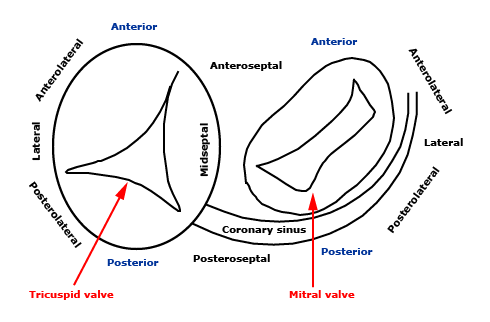 Anterior
Anterior
Anterolateral
Anteroseptal
Anterolateral
Lateral
Midseptal
Lateral
Posterolateral
Posterolateral
Coronary sinus
Posterior
Posteroseptal
Posterior
Tricuspid valve
Mitral valve